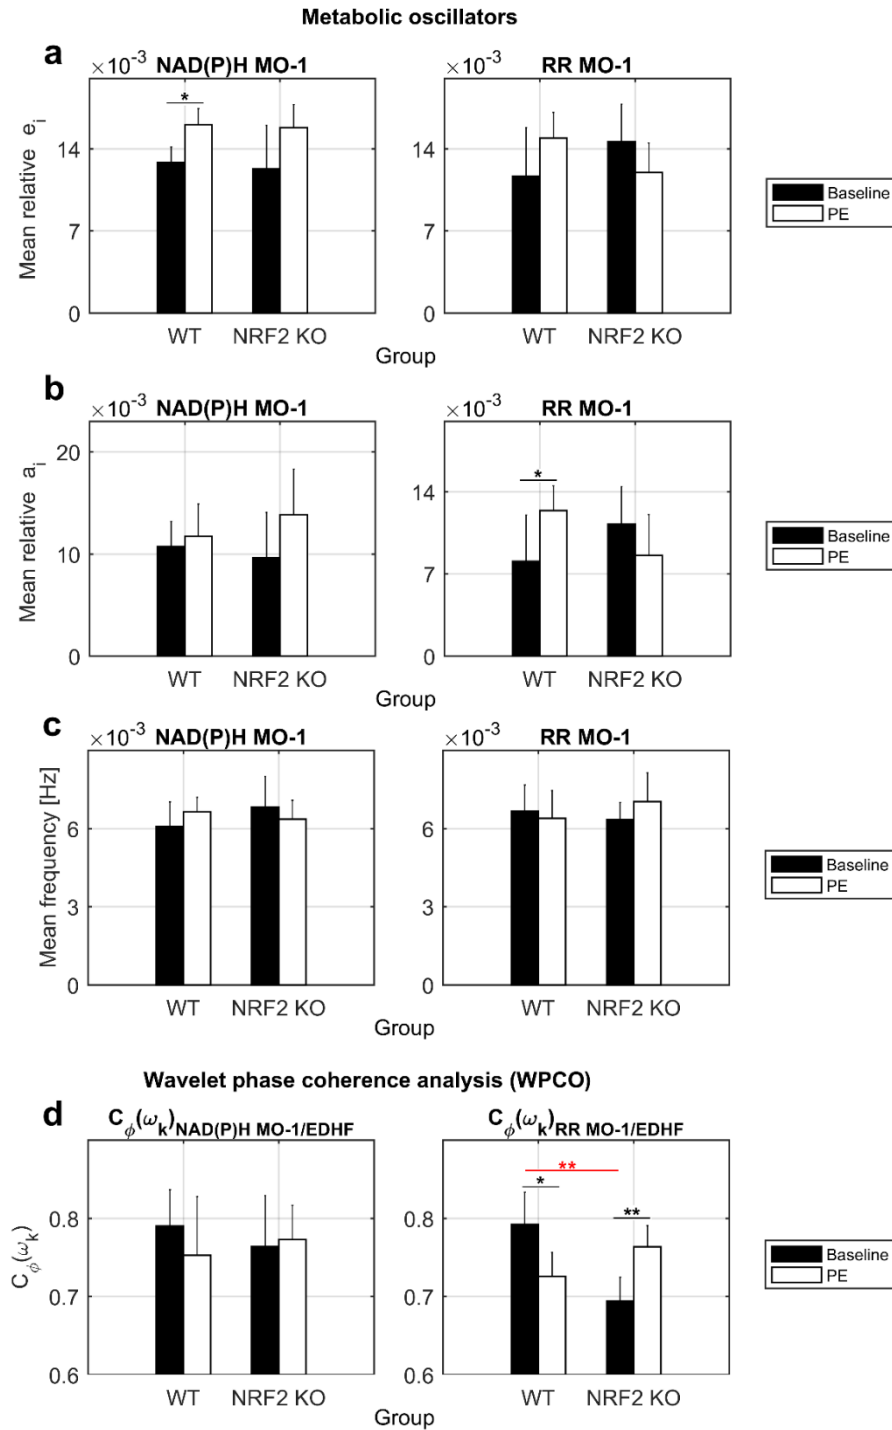 Metabolic oscillators
a
×10⁻³ NAD(P)H MO-1
×10⁻³ RR MO-1
Mean relative eᵢ
*
14
7
0
14
7
0
WT NRF2 KO
WT NRF2 KO
Group
Baseline
PE
b
×10⁻³ NAD(P)H MO-1
×10⁻³ RR MO-1
Mean relative aᵢ
20
10
0
*
14
7
0
WT NRF2 KO
WT NRF2 KO
Group
Baseline
PE
c
×10⁻³ NAD(P)H MO-1
×10⁻³ RR MO-1
Mean frequency [Hz]
6
3
0
6
3
0
WT NRF2 KO
WT NRF2 KO
Group
Baseline
PE
Wavelet phase coherence analysis (WPCO)
d
C_ϕ(ω_k)NAD(P)H MO-1/EDHF
C_ϕ(ω_k)RR MO-1/EDHF
C_ϕ(ω_k)
0.8
0.7
0.6
**
*
**
0.8
0.7
0.6
WT NRF2 KO
WT NRF2 KO
Group
Baseline
PE